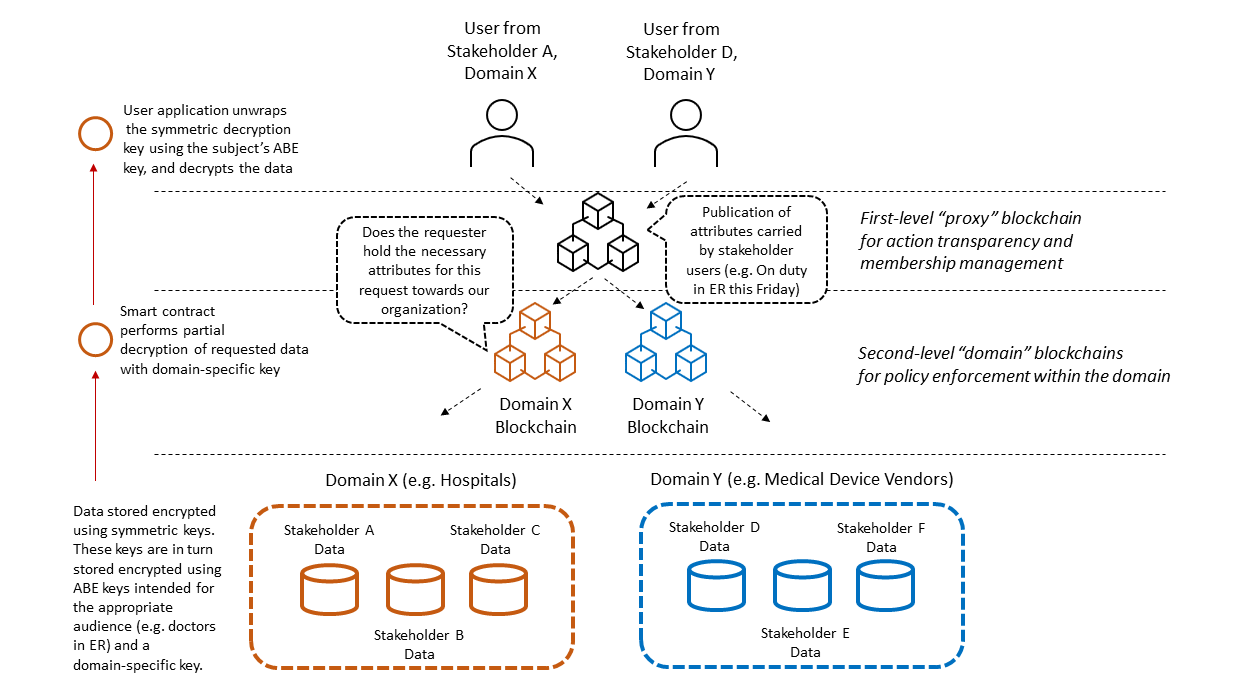 User from
Stakeholder A,
Domain X
User from
Stakeholder D,
Domain Y
User application unwraps
the symmetric decryption
key using the subject's ABE
key, and decrypts the data
Does the requester
hold the necessary
attributes for this
request towards our
organization?
Publication of
attributes carried
by stakeholder
users (e.g. On duty
in ER this Friday)
First-level "proxy" blockchain
for action transparency and
membership management
Smart contract
performs partial
decryption of requested data
with domain-specific key
Second-level "domain" blockchains
for policy enforcement within the domain
Domain X
Blockchain
Domain Y
Blockchain
Data stored encrypted
using symmetric keys.
These keys are in turn
stored encrypted using
ABE keys intended for
the appropriate
audience (e.g. doctors
in ER) and a
domain-specific key.
Domain X (e.g. Hospitals)
Stakeholder A
Data
Stakeholder C
Data
Stakeholder B
Data
Domain Y (e.g. Medical Device Vendors)
Stakeholder D
Data
Stakeholder F
Data
Stakeholder E
Data